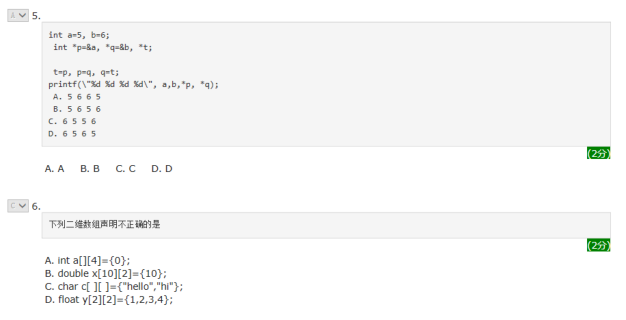 A 5.
int a=5, b=6;
int *p=&a, *q=&b, *t;
t=p, p=q, q=t;
printf(\"%d %d %d %d\", a,b,*p, *q);
A. 5 6 6 5
B. 5 6 5 6
C. 6 5 5 6
D. 6 5 6 5
(2分)
A. A B. B C. C D. D
C 6.
下列二维数组声明不正确的是
(2分)
A. int a[][4]={0};
B. double x[10][2]={10};
C. char c[ ][ ]={"hello","hi"};
D. float y[2][2]={1,2,3,4};